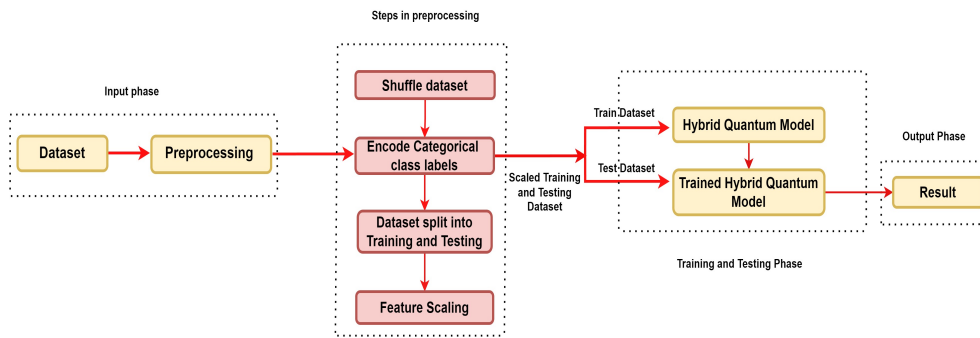 Steps in preprocessing
Input phase
Dataset
Preprocessing
Shuffle dataset
Encode Categorical
class labels
Dataset split into
Training and Testing
Feature Scaling
Scaled Training
and Testing
Dataset
Train Dataset
Test Dataset
Hybrid Quantum Model
Trained Hybrid Quantum
Model
Training and Testing Phase
Output Phase
Result